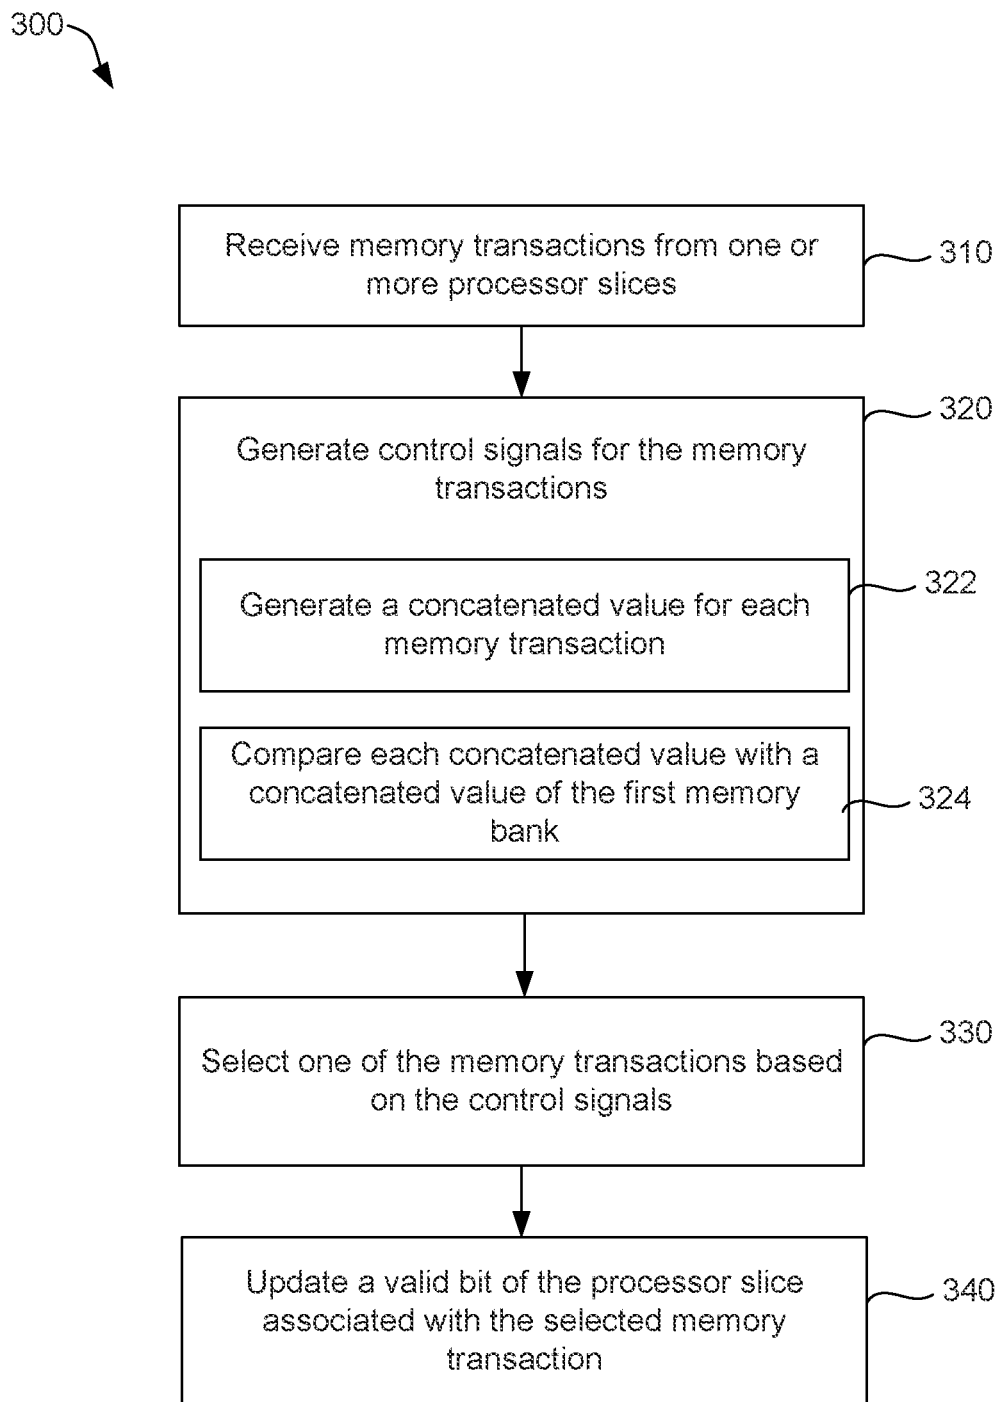 300
Receive memory transactions from one or
more processor slices
310
320
Generate control signals for the memory
transactions
Generate a concatenated value for each
memory transaction
322
Compare each concatenated value with a
concatenated value of the first memory
bank
324
Select one of the memory transactions based
on the control signals
330
Update a valid bit of the processor slice
associated with the selected memory
transaction
340